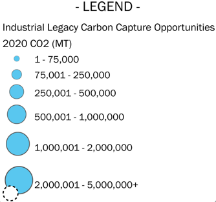 - LEGEND -
Industrial Legacy Carbon Capture Opportunities
2020 CO2 (MT)
1 - 75,000
75,001 - 250,000
250,001 - 500,000
500,001 - 1,000,000
1,000,001 - 2,000,000
2,000,001 - 5,000,000+